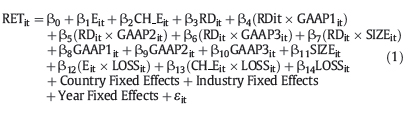 RETit = β0 + β1Eit + β2CH_Eit + β3RDit + β4(RDit × GAAP1it)
+ β5(RDit × GAAP2it) + β6(RDit × GAAP3it) + β7(RDit × SIZEit)
+ β8GAAP1it + β9GAAP2it + β10GAAP3it + β11SIZEit
+ β12(Eit × LOSSit) + β13(CH_Eit × LOSSit) + β14LOSSit
+ Country Fixed Effects + Industry Fixed Effects
+ Year Fixed Effects + εit
(1)